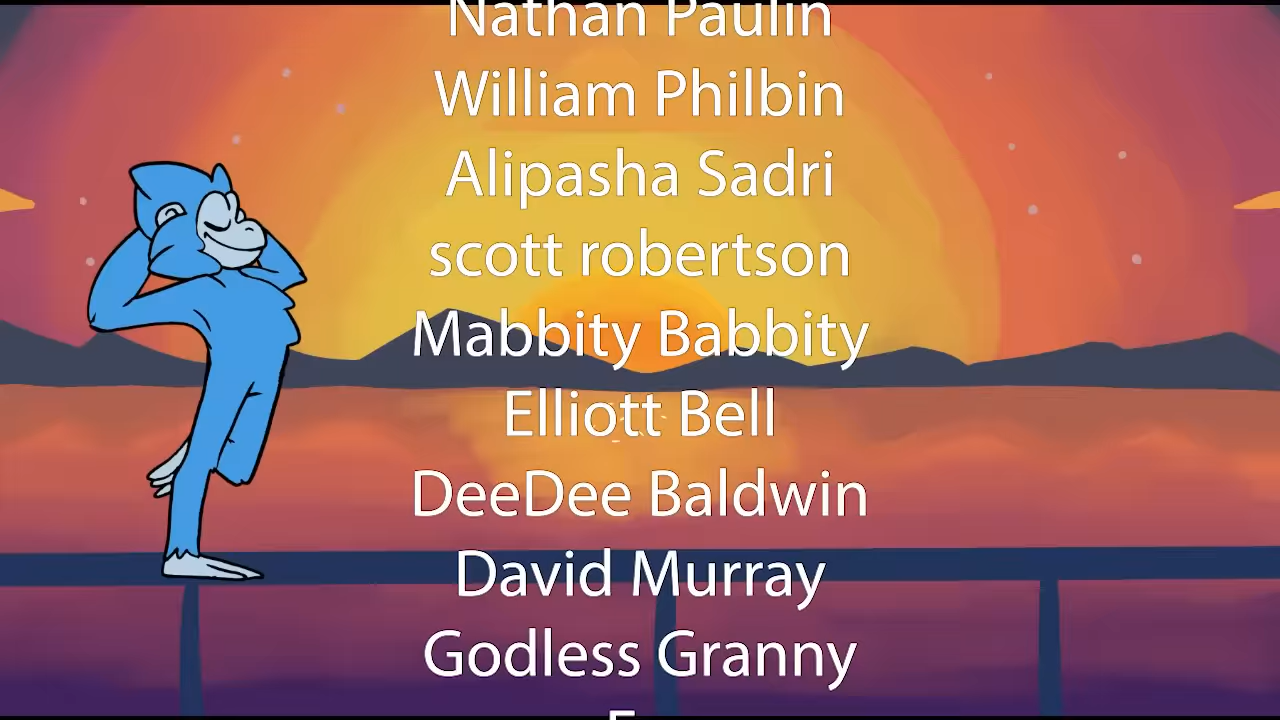 Nathan Paulin
William Philbin
Alipasha Sadri
scott robertson
Mabbity Babbity
Elliott Bell
DeeDee Baldwin
David Murray
Godless Granny